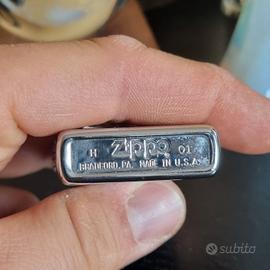 H Zippo 01
BRADFORD, PA. MADE IN U.S.A.
subito